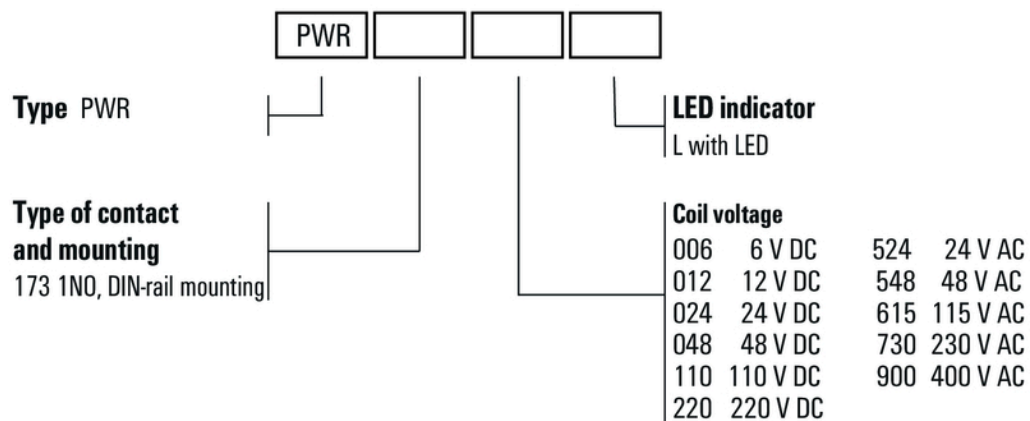 PWR
Type PWR
LED indicator
L with LED
Type of contact
and mounting
173 1NO, DIN-rail mounting
Coil voltage
006 6 V DC 524 24 V AC
012 12 V DC 548 48 V AC
024 24 V DC 615 115 V AC
048 48 V DC 730 230 V AC
110 110 V DC 900 400 V AC
220 220 V DC